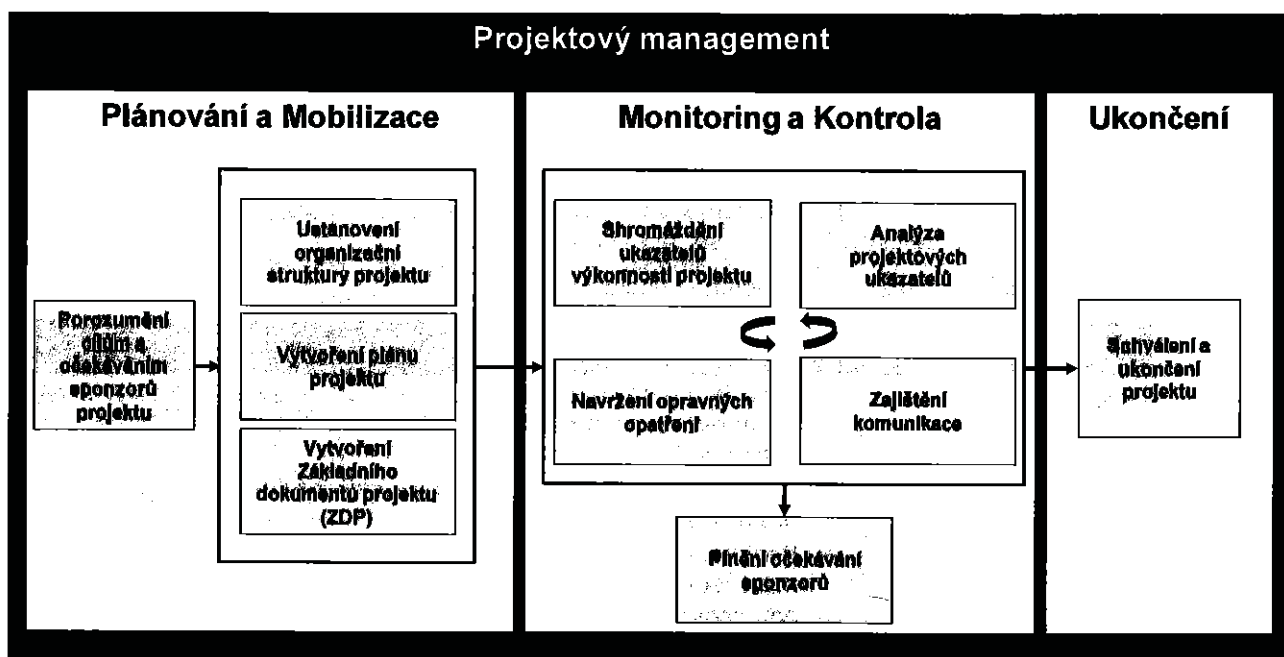 Projektový management
Plánování a Mobilizace
Porozumění
cílům a
očekáváním
sponzorů
projektu
Ustanovení
organizační
struktury projektu
Vytvoření plánu
projektu
Vytvoření
Základního
dokumentu projektu
(ZDP)
Monitoring a Kontrola
Shromáždění
ukazatelů
výkonnosti projektu
Analýza
projektových
ukazatelů
Navržení opravných
opatření
Zajištění
komunikace
Plnění očekávání
sponzorů
Ukončení
Schválení a
ukončení
projektu